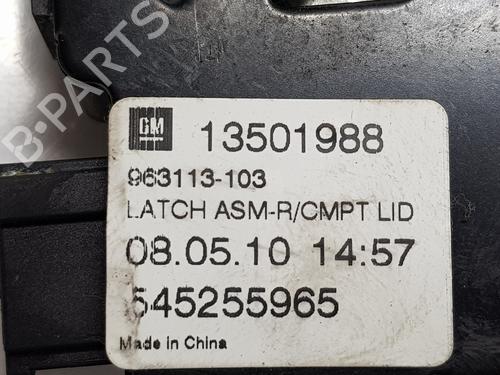 B-PARTS
GM 13501988
963113-103
LATCH ASM-R/CMPT LID
08.05.10 14:57
545255965
Made in China